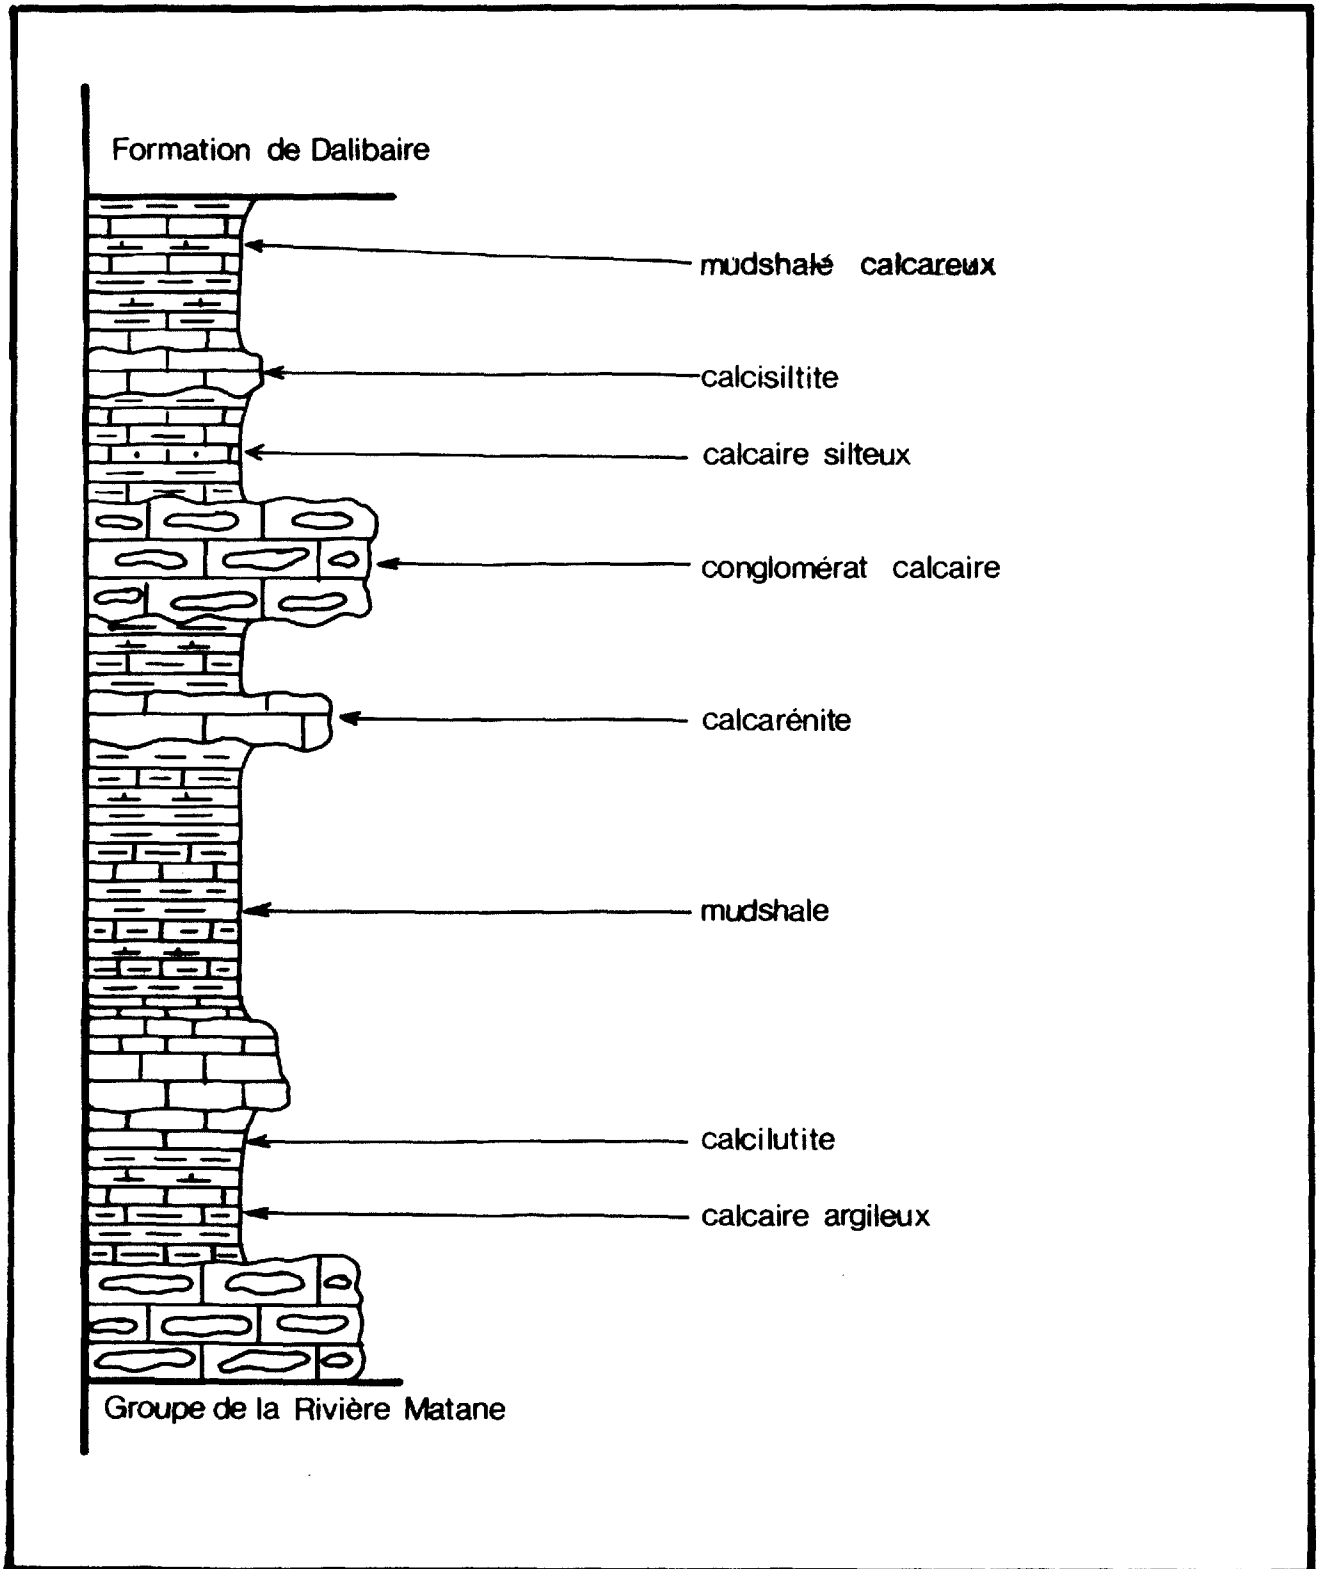 Formation de Dalibaire
mudshalé calcareux
calcisiltite
calcaire silteux
conglomérat calcaire
calcarénite
mudshale
calcilutite
calcaire argileux
Groupe de la Rivière Matane